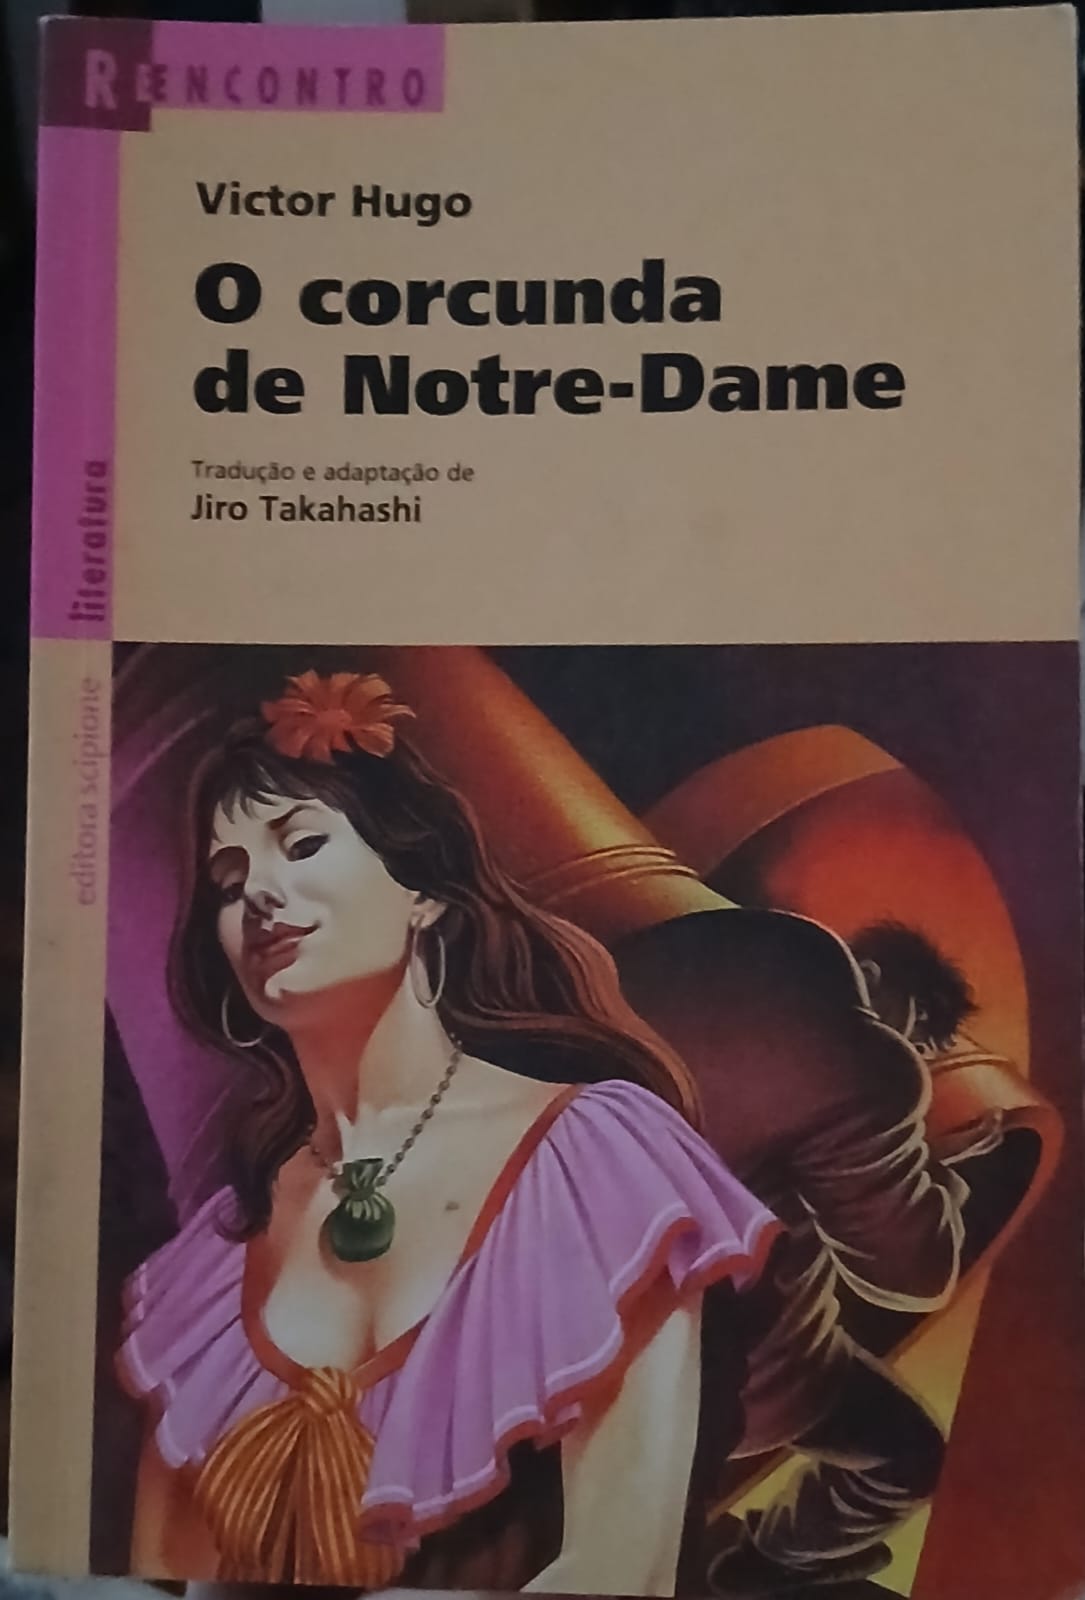 REENCONTRO
Victor Hugo
O corcunda
de Notre-Dame
Tradução e adaptação de
Jiro Takahashi
literatura
editora scipione